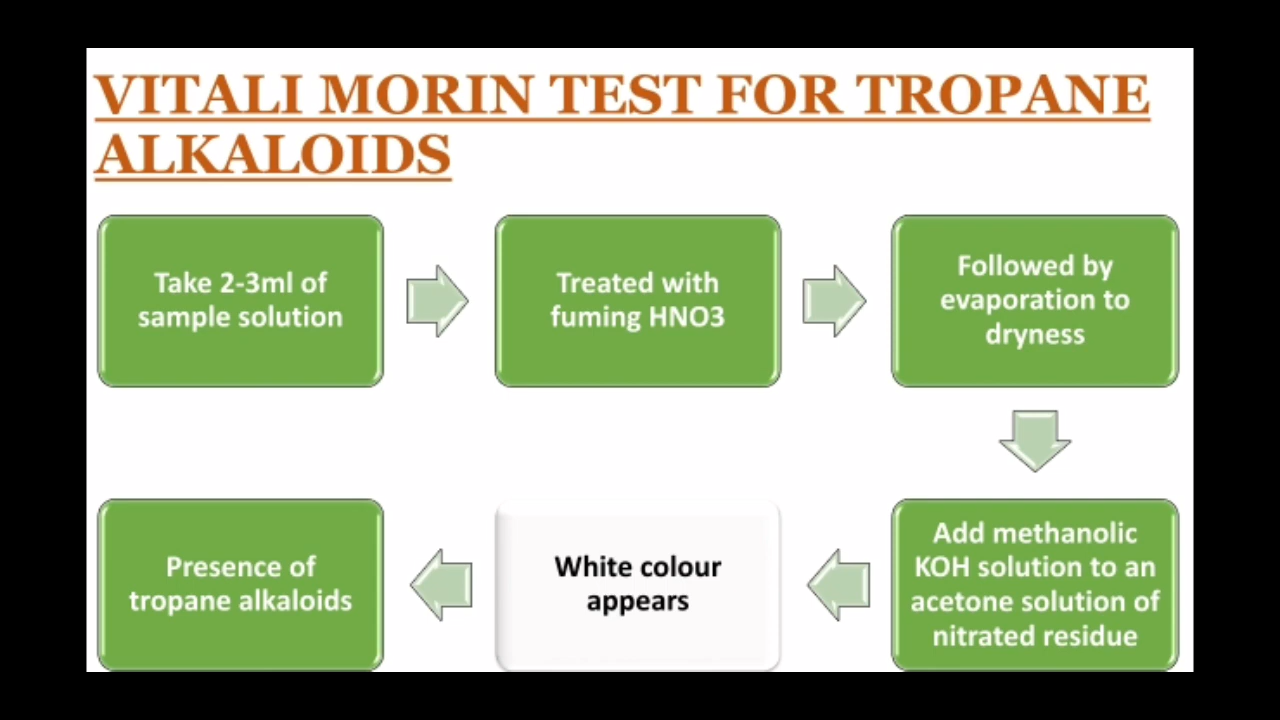 VITALI MORIN TEST FOR TROPANE
ALKALOIDS
Take 2-3ml of
sample solution
Treated with
fuming HNO3
Followed by
evaporation to
dryness
Add methanolic
KOH solution to an
acetone solution of
nitrated residue
White colour
appears
Presence of
tropane alkaloids